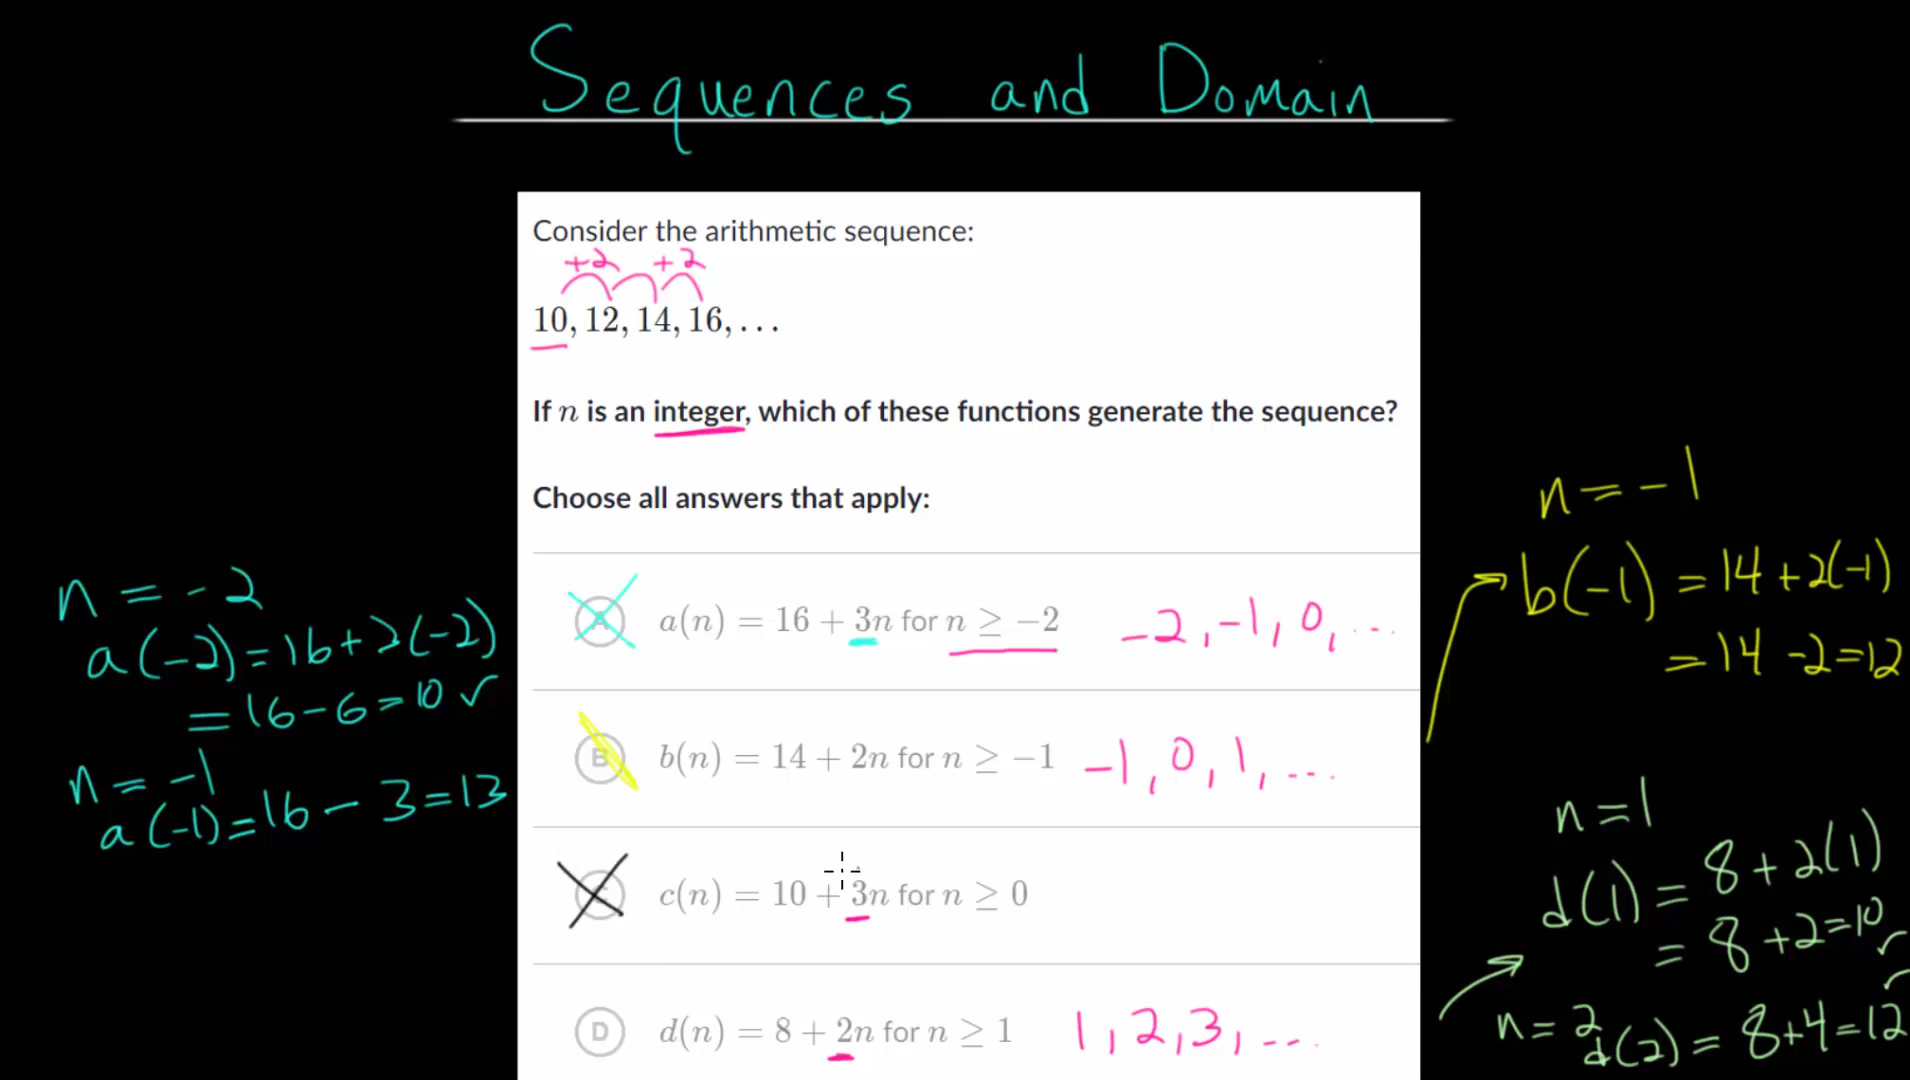 Sequences and Domain
Consider the arithmetic sequence:
+2 +2
10, 12, 14, 16, ...
If n is an integer, which of these functions generate the sequence?
Choose all answers that apply:
A a(n) = 16 + 3n for n ≥ −2 -2, -1, 0, ...
B b(n) = 14 + 2n for n ≥ −1 -1, 0, 1, ...
c(n) = 10 + 3n for n ≥ 0
D d(n) = 8 + 2n for n ≥ 1 1, 2, 3, ...
n = -2
a(-2) = 16 + 2(-2)
= 16 - 6 = 10 ✓
n = -1
a(-1) = 16 - 3 = 13
n = -1
b(-1) = 14 + 2(-1)
= 14 - 2 = 12
n = 1
d(1) = 8 + 2(1)
= 8 + 2 = 10 ✓
n = 2
d(2) = 8 + 4 = 12 ✓